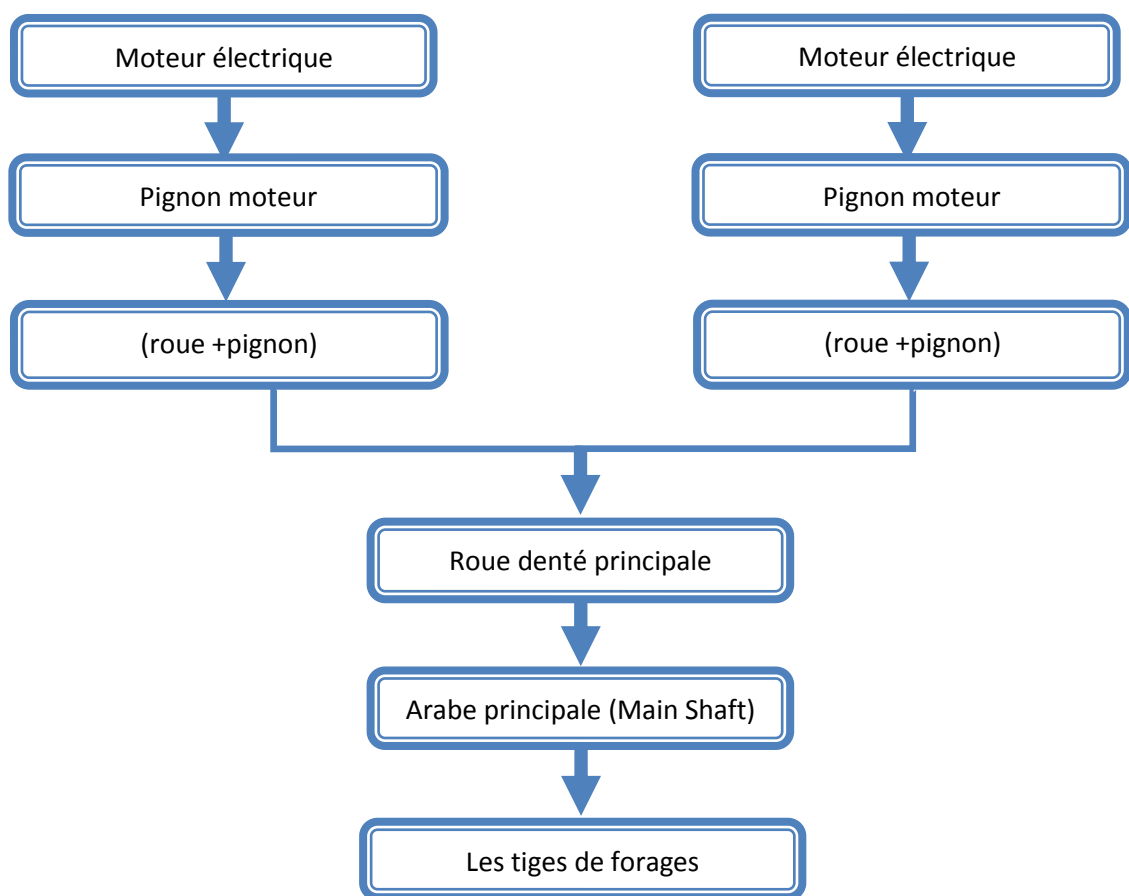 Moteur électrique
Moteur électrique
Pignon moteur
Pignon moteur
(roue +pignon)
(roue +pignon)
Roue denté principale
Arabe principale (Main Shaft)
Les tiges de forages